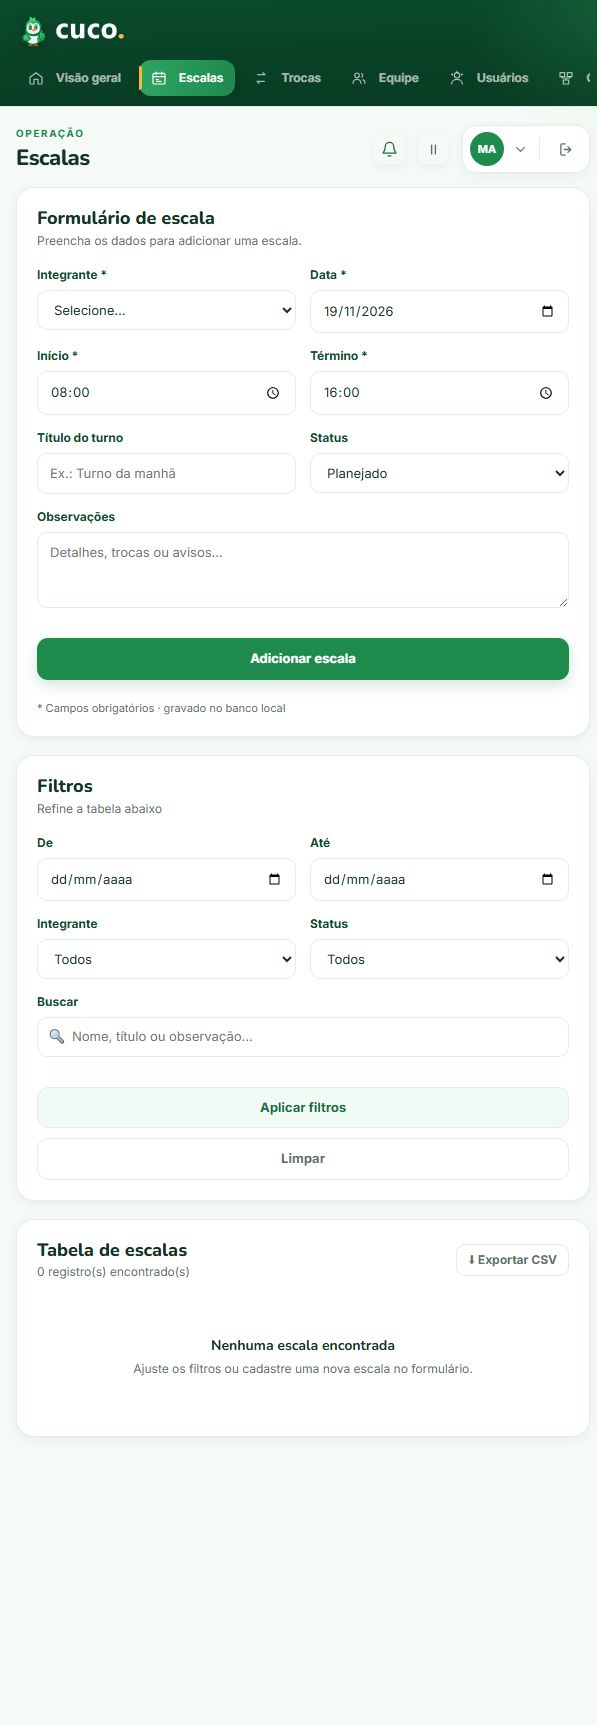 cuco.
Visão geral Escalas Trocas Equipe Usuários
OPERAÇÃO
Escalas
MA
Formulário de escala
Preencha os dados para adicionar uma escala.
Integrante * Data *
Selecione... 19/11/2026
Início * Término *
08:00 16:00
Título do turno Status
Ex.: Turno da manhã Planejado
Observações
Detalhes, trocas ou avisos...
Adicionar escala
* Campos obrigatórios · gravado no banco local
Filtros
Refine a tabela abaixo
De Até
dd/mm/aaaa dd/mm/aaaa
Integrante Status
Todos Todos
Buscar
🔍 Nome, título ou observação...
Aplicar filtros
Limpar
Tabela de escalas
0 registro(s) encontrado(s)
⬇ Exportar CSV
Nenhuma escala encontrada
Ajuste os filtros ou cadastre uma nova escala no formulário.